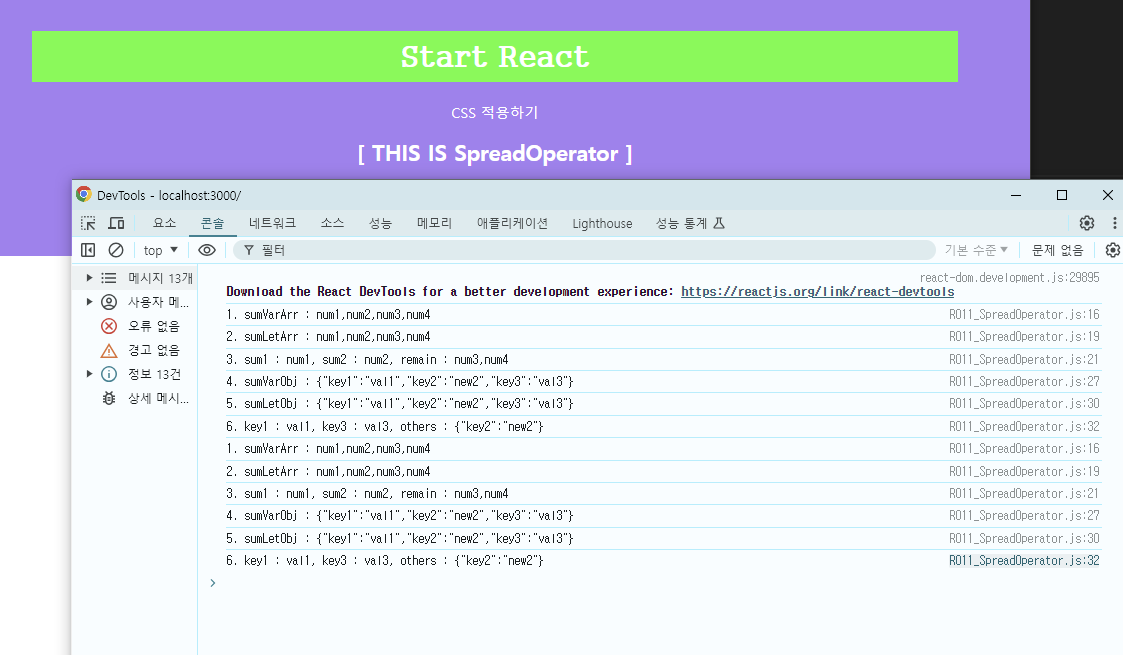 Start React
CSS 적용하기
[ THIS IS SpreadOperator ]
DevTools - localhost:3000/
요소 콘솔 네트워크 소스 성능 메모리 애플리케이션 Lighthouse 성능 통계
top ▼ 필터 기본 수준 ▼ 문제 없음
메시지 13개
사용자 메...
오류 없음
경고 없음
정보 13건
상세 메시...
react-dom.development.js:29895
Download the React DevTools for a better development experience: https://reactjs.org/link/react-devtools
1. sumVarArr : num1,num2,num3,num4 R011_SpreadOperator.js:16
2. sumLetArr : num1,num2,num3,num4 R011_SpreadOperator.js:19
3. sum1 : num1, sum2 : num2, remain : num3,num4 R011_SpreadOperator.js:21
4. sumVarObj : {"key1":"val1","key2":"new2","key3":"val3"} R011_SpreadOperator.js:27
5. sumLetObj : {"key1":"val1","key2":"new2","key3":"val3"} R011_SpreadOperator.js:30
6. key1 : val1, key3 : val3, others : {"key2":"new2"} R011_SpreadOperator.js:32
1. sumVarArr : num1,num2,num3,num4 R011_SpreadOperator.js:16
2. sumLetArr : num1,num2,num3,num4 R011_SpreadOperator.js:19
3. sum1 : num1, sum2 : num2, remain : num3,num4 R011_SpreadOperator.js:21
4. sumVarObj : {"key1":"val1","key2":"new2","key3":"val3"} R011_SpreadOperator.js:27
5. sumLetObj : {"key1":"val1","key2":"new2","key3":"val3"} R011_SpreadOperator.js:30
6. key1 : val1, key3 : val3, others : {"key2":"new2"} R011_SpreadOperator.js:32